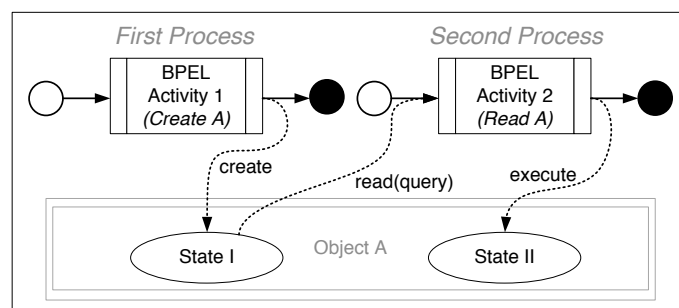 First Process
Second Process
BPEL
Activity 1
(Create A)
BPEL
Activity 2
(Read A)
create
read(query)
execute
State I
Object A
State II